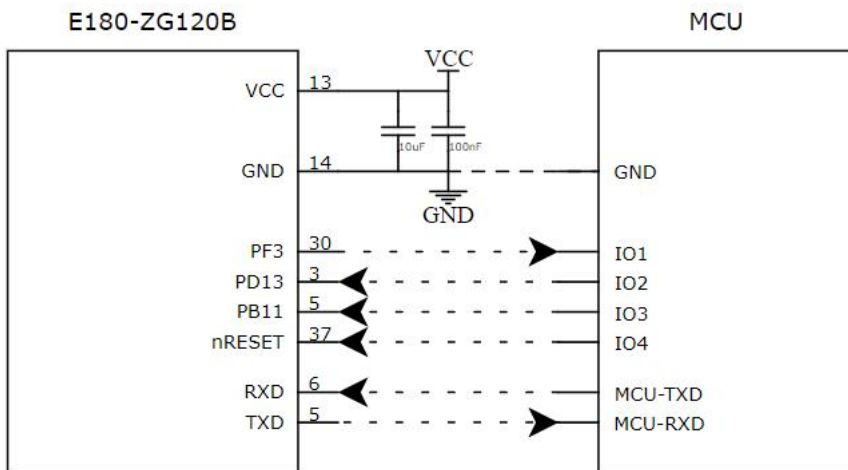 E180-ZG120B MCU
VCC
VCC 13
10uF 100nF
GND 14 GND
GND
PF3 30 IO1
PD13 3 IO2
PB11 5 IO3
nRESET 37 IO4
RXD 6 MCU-TXD
TXD 5 MCU-RXD